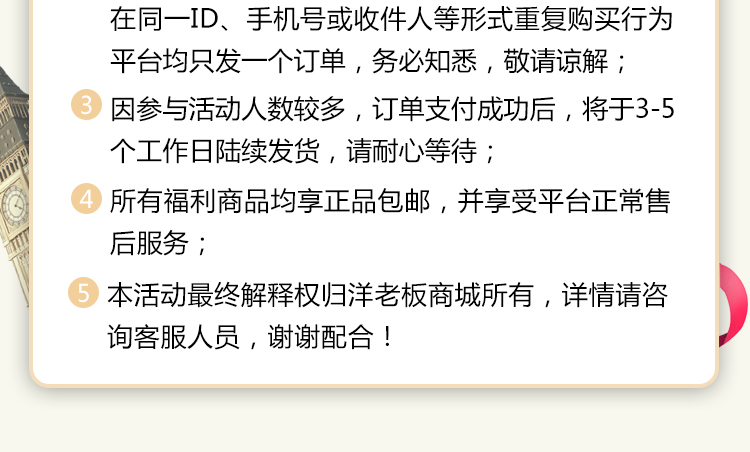 在同一ID、手机号或收件人等形式重复购买行为
平台均只发一个订单，务必知悉，敬请谅解；
3 因参与活动人数较多，订单支付成功后，将于3-5
个工作日陆续发货，请耐心等待；
4 所有福利商品均享正品包邮，并享受平台正常售
后服务；
5 本活动最终解释权归洋老板商城所有，详情请咨
询客服人员，谢谢配合！